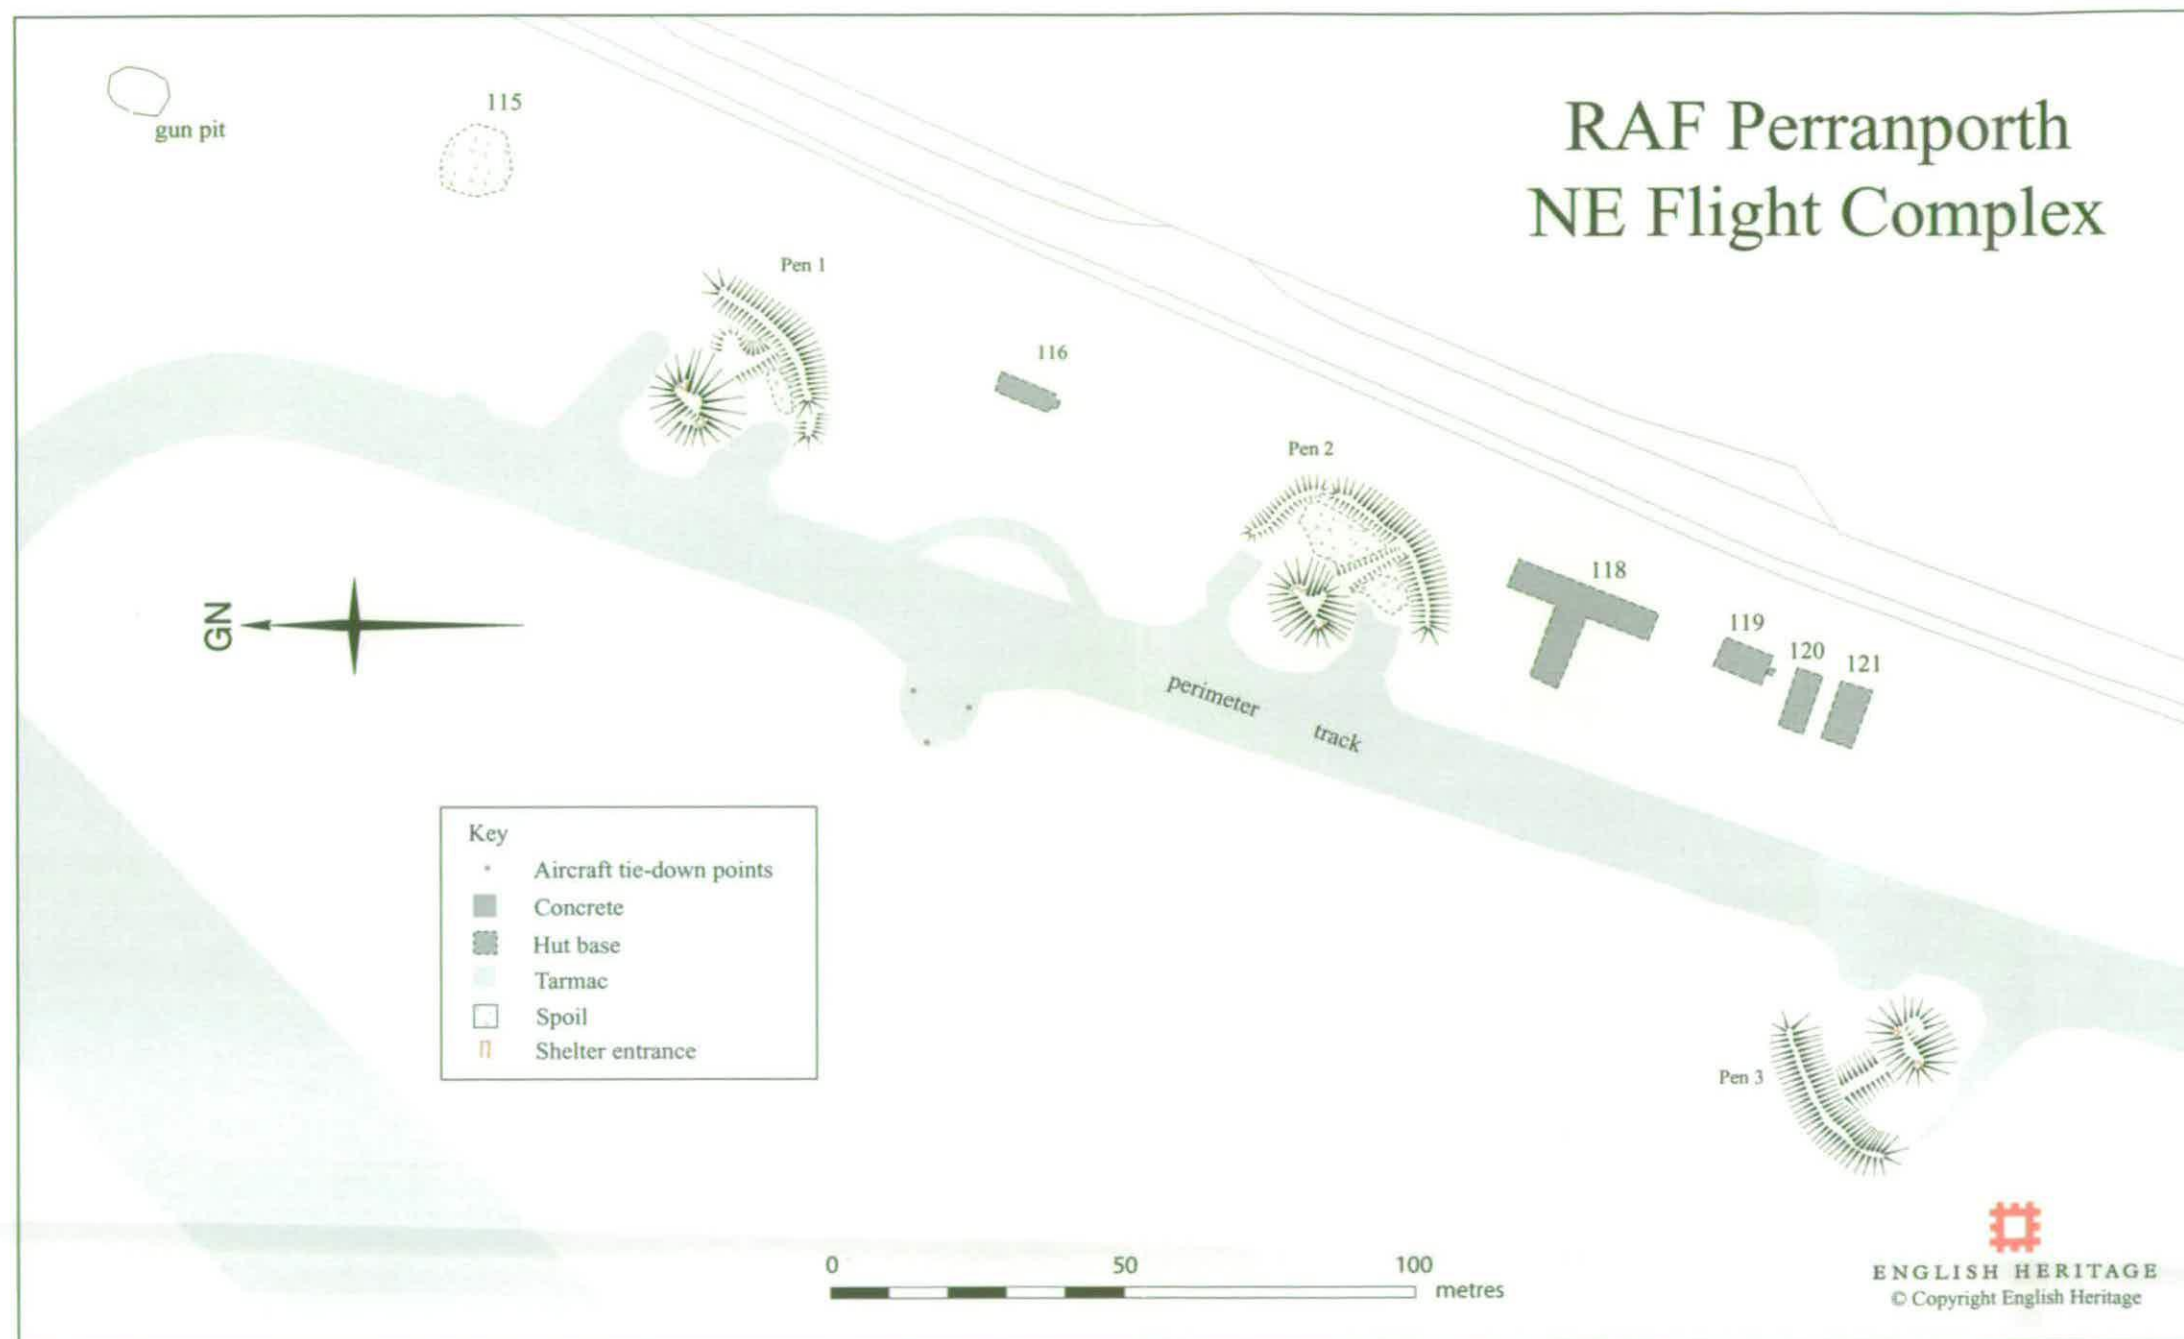 RAF Perranporth
NE Flight Complex
gun pit
115
Pen 1
116
Pen 2
118
119
120
121
GN
perimeter
track
Key
Aircraft tie-down points
Concrete
Hut base
Tarmac
Spoil
Shelter entrance
Pen 3
0 50 100
metres
ENGLISH HERITAGE
© Copyright English Heritage